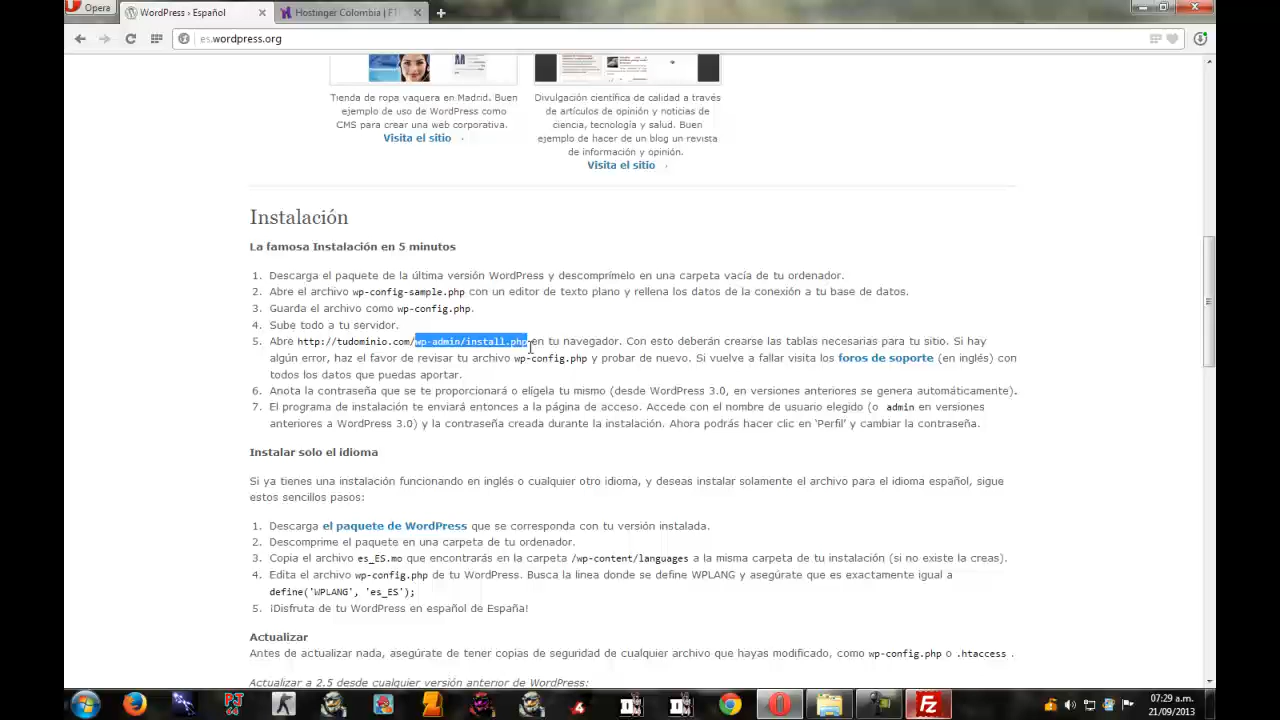 Opera
WordPress › Español
Hostinger Colombia | FT
es.wordpress.org
Tienda de ropa vaquera en Madrid. Buen
ejemplo de uso de WordPress como
CMS para crear una web corporativa.
Visita el sitio
Divulgación científica de calidad a través
de artículos de opinión y noticias de
ciencia, tecnología y salud. Buen
ejemplo de hacer de un blog un revista
de información y opinión.
Visita el sitio
Instalación
La famosa Instalación en 5 minutos
1. Descarga el paquete de la última versión WordPress y descomprímelo en una carpeta vacía de tu ordenador.
2. Abre el archivo wp-config-sample.php con un editor de texto plano y rellena los datos de la conexión a tu base de datos.
3. Guarda el archivo como wp-config.php.
4. Sube todo a tu servidor.
5. Abre http://tudominio.com/wp-admin/install.php en tu navegador. Con esto deberán crearse las tablas necesarias para tu sitio. Si hay
algún error, haz el favor de revisar tu archivo wp-config.php y probar de nuevo. Si vuelve a fallar visita los foros de soporte (en inglés) con
todos los datos que puedas aportar.
6. Anota la contraseña que se te proporcionará o elígela tu mismo (desde WordPress 3.0, en versiones anteriores se genera automáticamente).
7. El programa de instalación te enviará entonces a la página de acceso. Accede con el nombre de usuario elegido (o admin en versiones
anteriores a WordPress 3.0) y la contraseña creada durante la instalación. Ahora podrás hacer clic en ‘Perfil’ y cambiar la contraseña.
Instalar solo el idioma
Si ya tienes una instalación funcionando en inglés o cualquier otro idioma, y deseas instalar solamente el archivo para el idioma español, sigue
estos sencillos pasos:
1. Descarga el paquete de WordPress que se corresponda con tu versión instalada.
2. Descomprime el paquete en una carpeta de tu ordenador.
3. Copia el archivo es_ES.mo que encontrarás en la carpeta /wp-content/languages a la misma carpeta de tu instalación (si no existe la creas).
4. Edita el archivo wp-config.php de tu WordPress. Busca la linea donde se define WPLANG y asegúrate que es exactamente igual a
define('WPLANG', 'es_ES');
5. ¡Disfruta de tu WordPress en español de España!
Actualizar
Antes de actualizar nada, asegúrate de tener copias de seguridad de cualquier archivo que hayas modificado, como wp-config.php o .htaccess .
Actualizar a 2.5 desde cualquier versión anterior de WordPress:
07:29 a.m.
21/09/2013